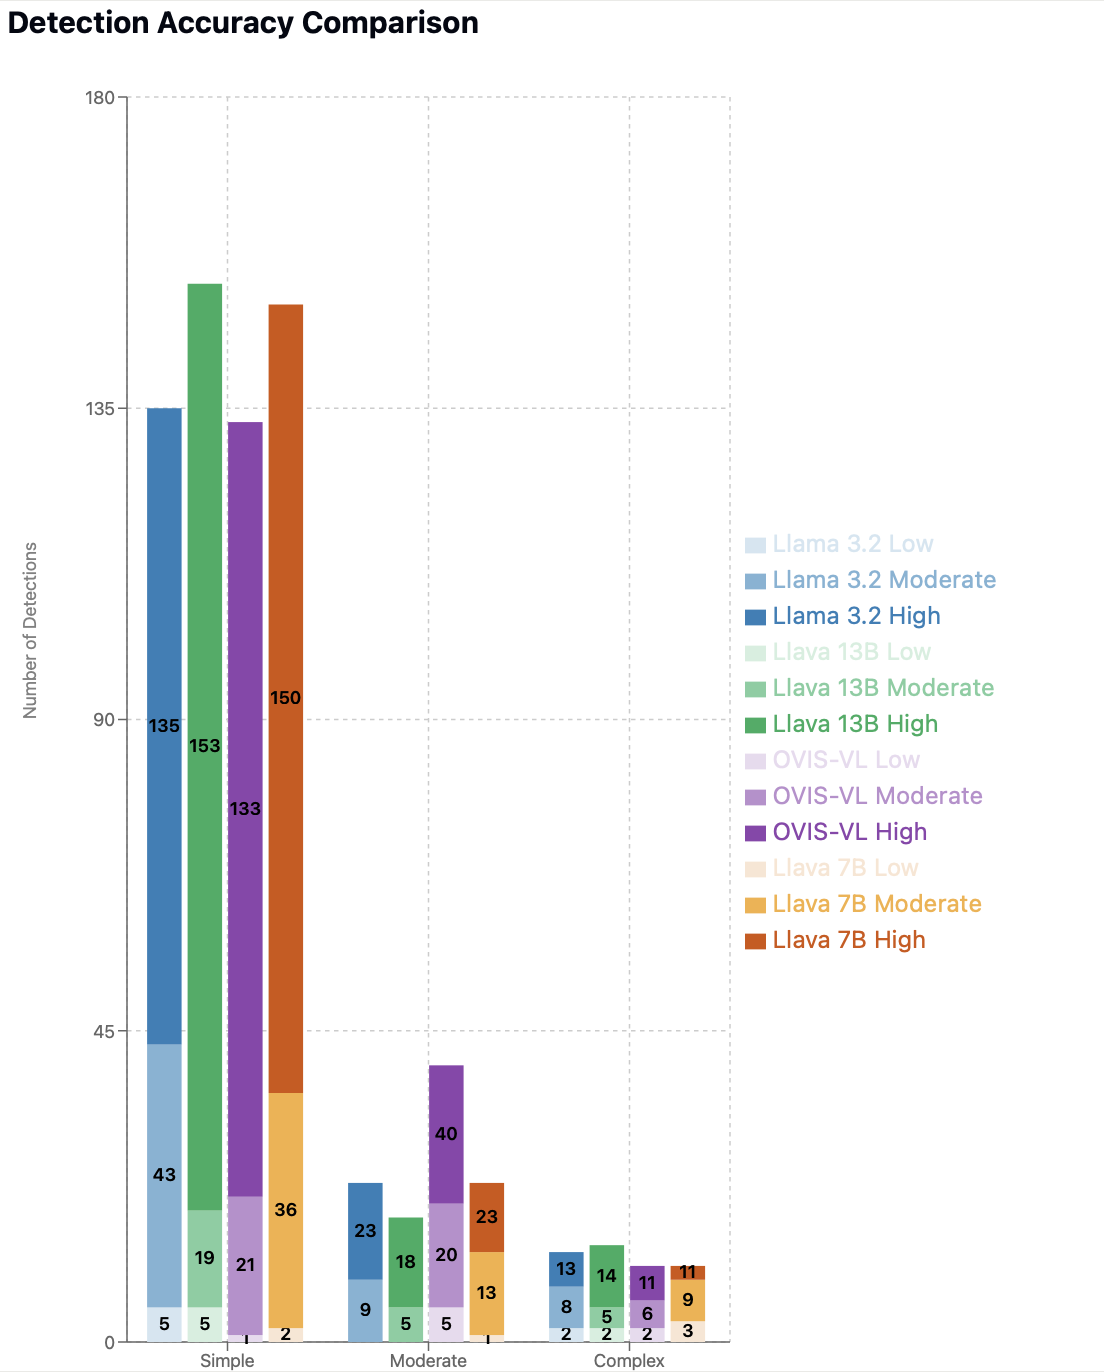 Detection Accuracy Comparison
180
135
90
45
0
Number of Detections
135
43
5
153
19
5
133
21
1
150
36
2
23
9
18
5
40
20
5
23
13
1
13
8
2
14
5
2
11
6
2
11
9
3
Simple
Moderate
Complex
Llama 3.2 Low
Llama 3.2 Moderate
Llama 3.2 High
Llava 13B Low
Llava 13B Moderate
Llava 13B High
OVIS-VL Low
OVIS-VL Moderate
OVIS-VL High
Llava 7B Low
Llava 7B Moderate
Llava 7B High